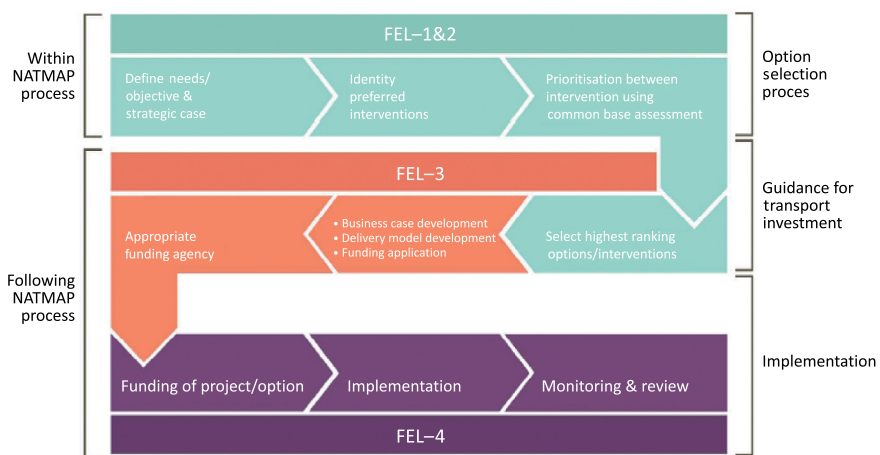 FEL–1&2
Within
NATMAP
process
Define needs/
objective &
strategic case
Identity
preferred
interventions
Prioritisation between
intervention using
common base assessment
Option
selection
proces
FEL–3
Guidance for
transport
investment
Appropriate
funding agency
• Business case development
• Delivery model development
• Funding application
Select highest ranking
options/interventions
Following
NATMAP
process
Funding of project/option
Implementation
Monitoring & review
Implementation
FEL–4